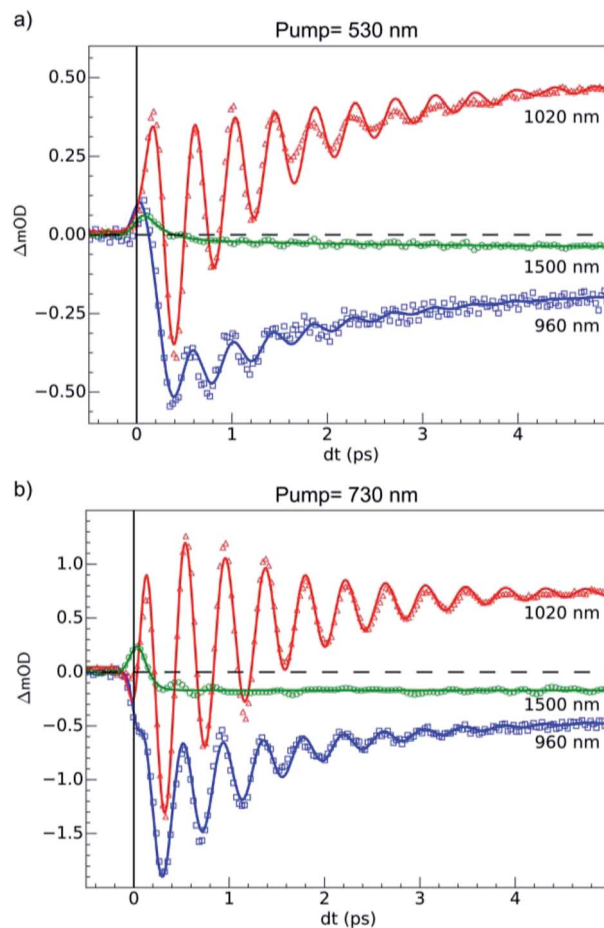 a)
Pump= 530 nm
0.50
0.25
0.00
−0.25
−0.50
ΔmOD
1020 nm
1500 nm
960 nm
0 1 2 3 4
dt (ps)
b)
Pump= 730 nm
1.0
0.5
0.0
−0.5
−1.0
−1.5
ΔmOD
1020 nm
1500 nm
960 nm
0 1 2 3 4
dt (ps)